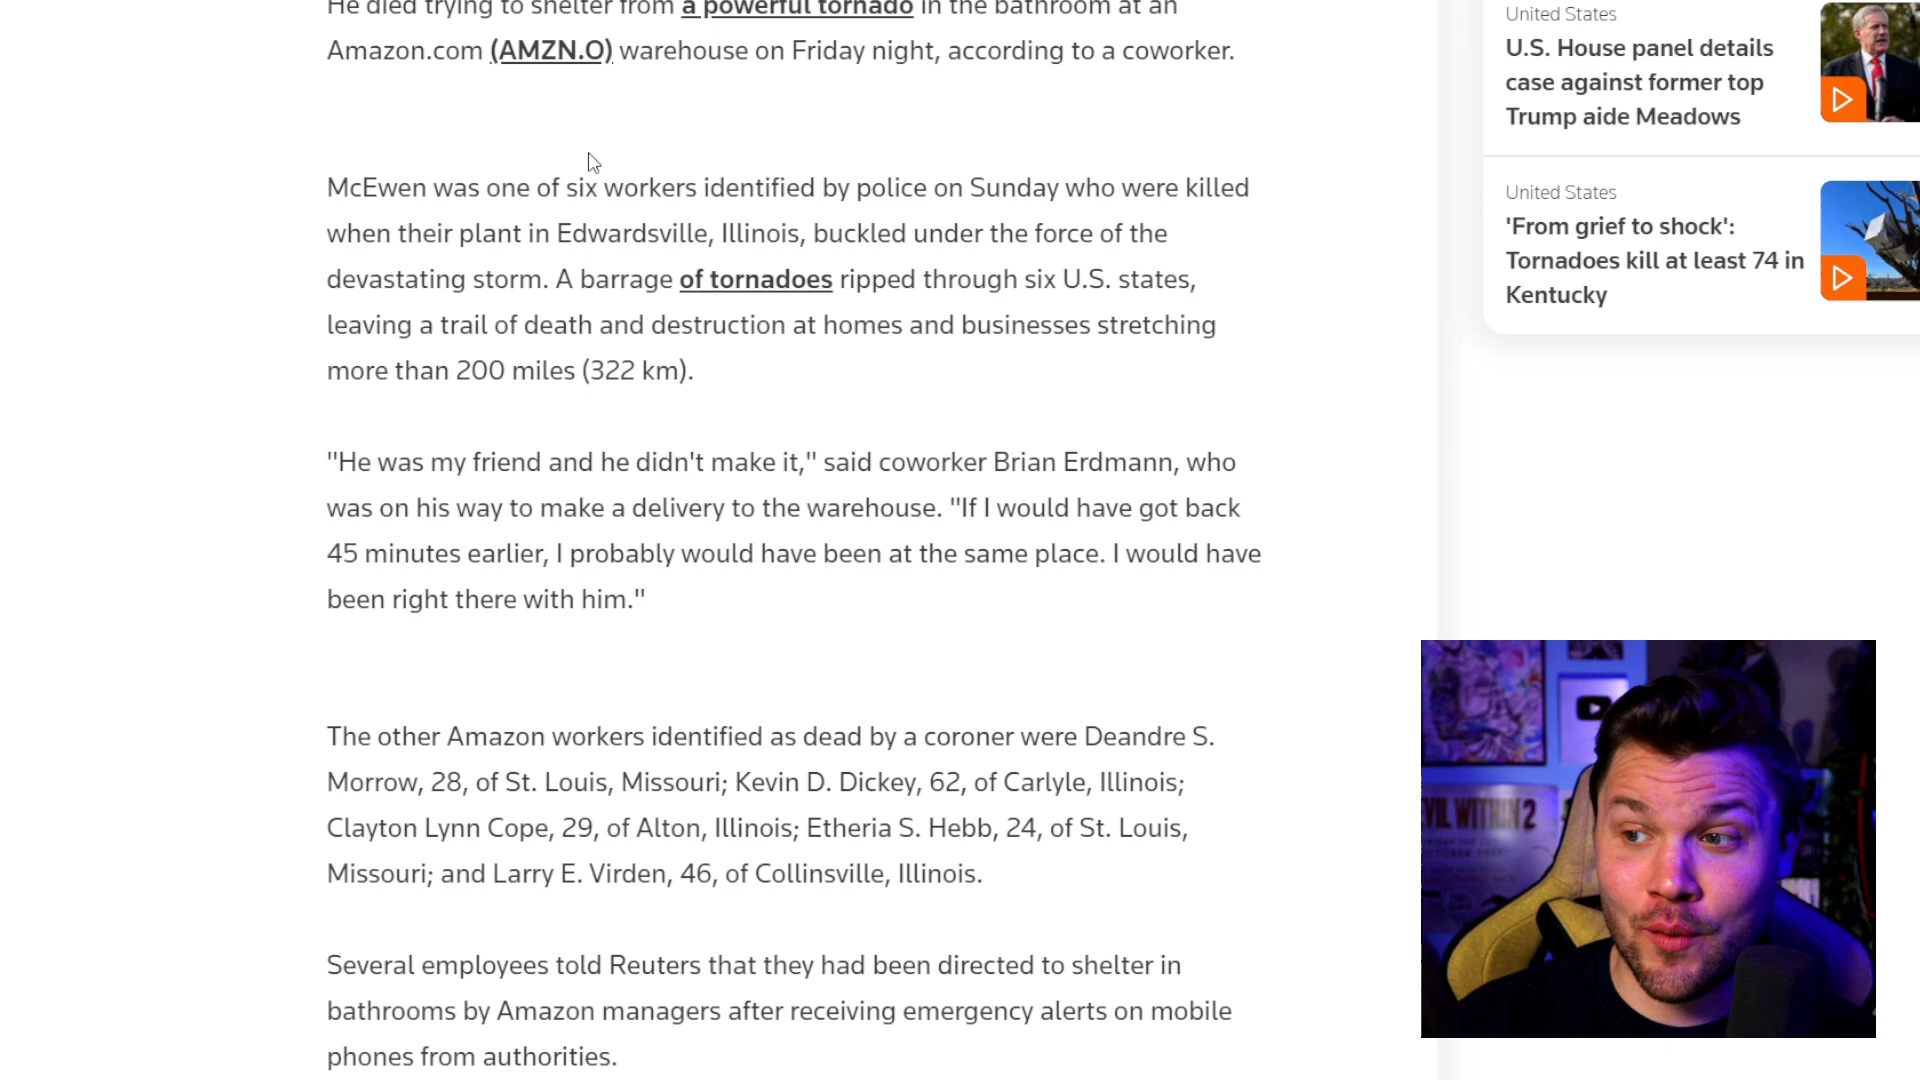 He died trying to shelter from a powerful tornado in the bathroom at an
Amazon.com (AMZN.O) warehouse on Friday night, according to a coworker.
McEwen was one of six workers identified by police on Sunday who were killed
when their plant in Edwardsville, Illinois, buckled under the force of the
devastating storm. A barrage of tornadoes ripped through six U.S. states,
leaving a trail of death and destruction at homes and businesses stretching
more than 200 miles (322 km).
"He was my friend and he didn't make it," said coworker Brian Erdmann, who
was on his way to make a delivery to the warehouse. "If I would have got back
45 minutes earlier, I probably would have been at the same place. I would have
been right there with him."
The other Amazon workers identified as dead by a coroner were Deandre S.
Morrow, 28, of St. Louis, Missouri; Kevin D. Dickey, 62, of Carlyle, Illinois;
Clayton Lynn Cope, 29, of Alton, Illinois; Etheria S. Hebb, 24, of St. Louis,
Missouri; and Larry E. Virden, 46, of Collinsville, Illinois.
Several employees told Reuters that they had been directed to shelter in
bathrooms by Amazon managers after receiving emergency alerts on mobile
phones from authorities.
United States
U.S. House panel details
case against former top
Trump aide Meadows
United States
'From grief to shock':
Tornadoes kill at least 74 in
Kentucky
EVIL WITHIN 2